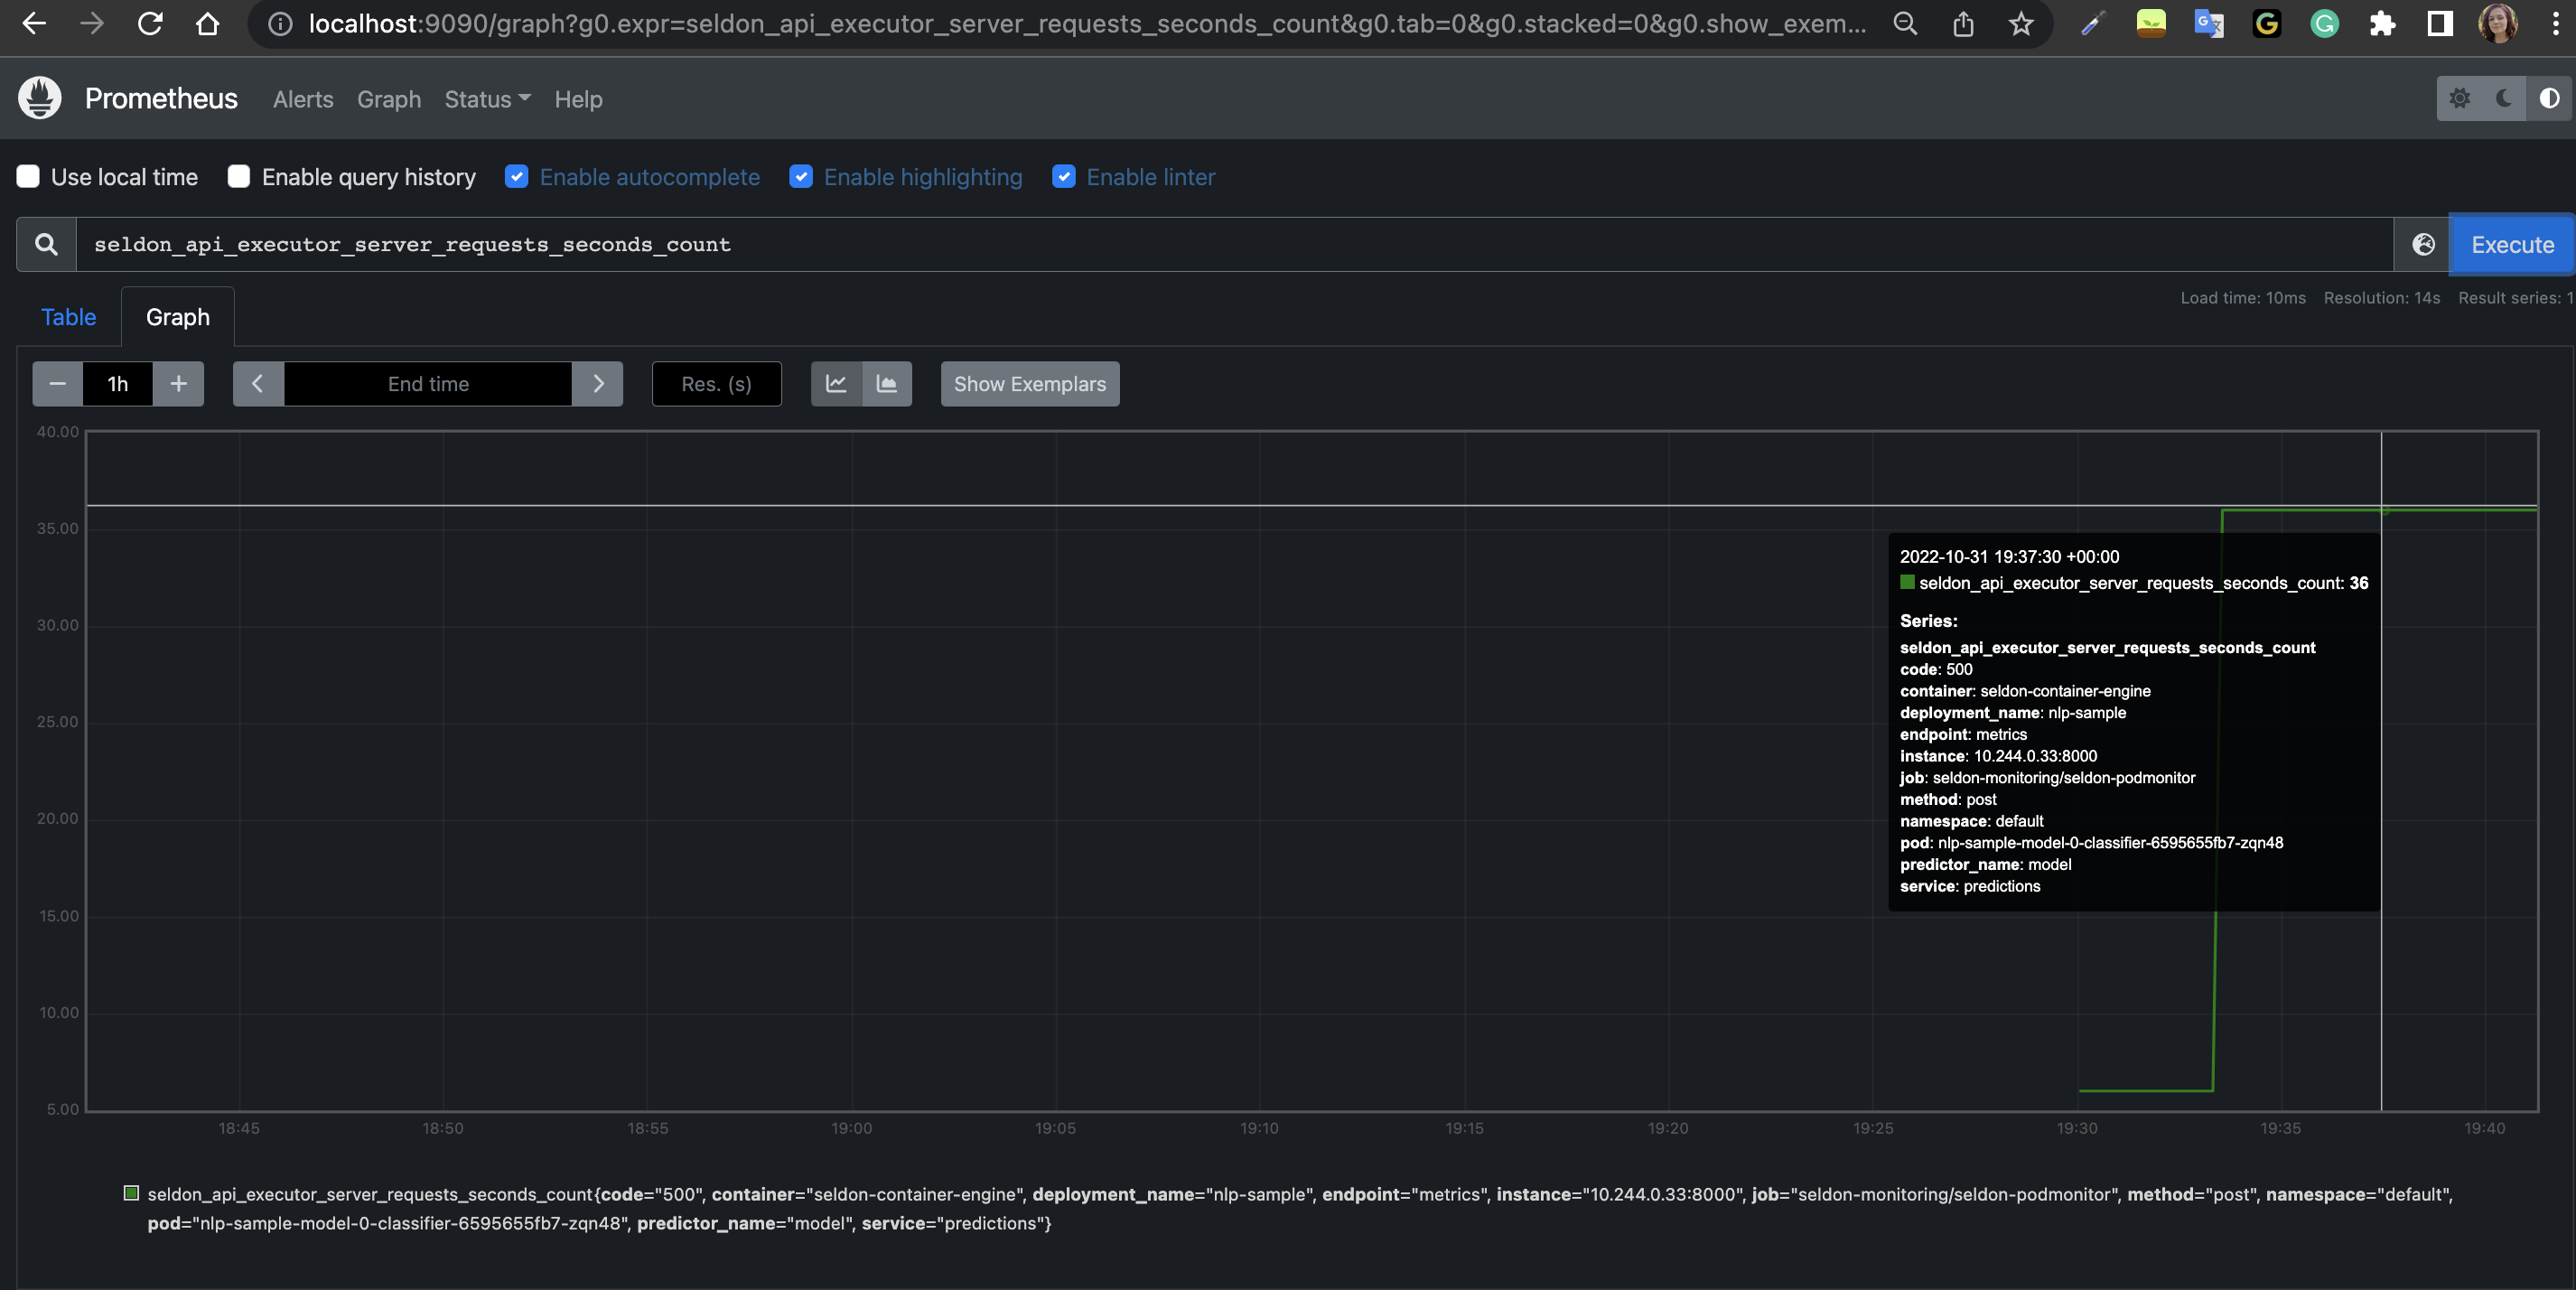 localhost:9090/graph?g0.expr=seldon_api_executor_server_requests_seconds_count&g0.tab=0&g0.stacked=0&g0.show_exem...
Prometheus Alerts Graph Status Help
Use local time Enable query history Enable autocomplete Enable highlighting Enable linter
seldon_api_executor_server_requests_seconds_count Execute
Load time: 10ms Resolution: 14s Result series: 1
Table Graph
1h End time Res. (s) Show Exemplars
40.00
35.00
30.00
25.00
20.00
15.00
10.00
5.00
2022-10-31 19:37:30 +00:00
seldon_api_executor_server_requests_seconds_count: 36
Series:
seldon_api_executor_server_requests_seconds_count
code: 500
container: seldon-container-engine
deployment_name: nlp-sample
endpoint: metrics
instance: 10.244.0.33:8000
job: seldon-monitoring/seldon-podmonitor
method: post
namespace: default
pod: nlp-sample-model-0-classifier-6595655fb7-zqn48
predictor_name: model
service: predictions
18:45 18:50 18:55 19:00 19:05 19:10 19:15 19:20 19:25 19:30 19:35 19:40
seldon_api_executor_server_requests_seconds_count{code="500", container="seldon-container-engine", deployment_name="nlp-sample", endpoint="metrics", instance="10.244.0.33:8000", job="seldon-monitoring/seldon-podmonitor", method="post", namespace="default",
pod="nlp-sample-model-0-classifier-6595655fb7-zqn48", predictor_name="model", service="predictions"}